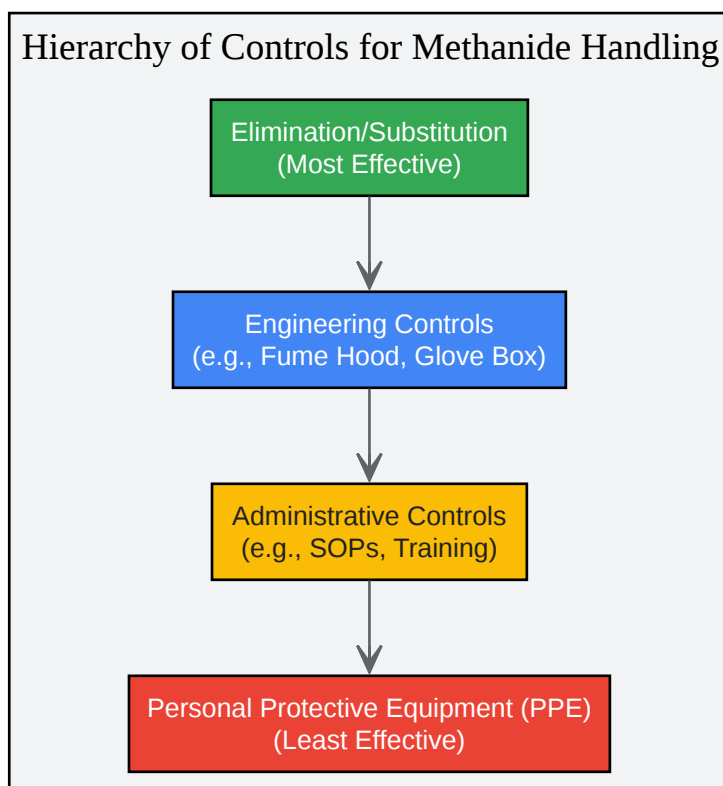 Hierarchy of Controls for Methanide Handling
Elimination/Substitution
(Most Effective)
Engineering Controls
(e.g., Fume Hood, Glove Box)
Administrative Controls
(e.g., SOPs, Training)
Personal Protective Equipment (PPE)
(Least Effective)